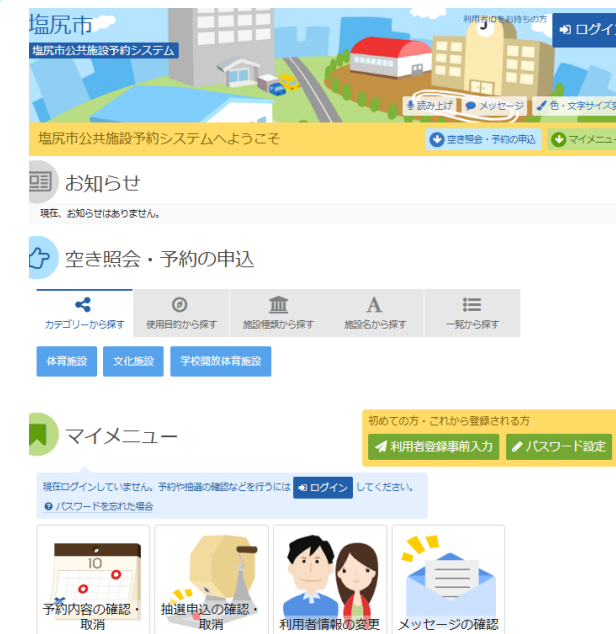 塩尻市
塩尻市公共施設予約システム
利用者IDをお持ちの方
ログイ
読み上げ メッセージ 色・文字サイズ変
塩尻市公共施設予約システムへようこそ
空き照会・予約の申込 マイメニュー
お知らせ
現在、お知らせはありません。
空き照会・予約の申込
カテゴリーから探す 使用目的から探す 施設種類から探す 施設名から探す 一覧から探す
体育施設 文化施設 学校開放体育施設
マイメニュー
初めての方・これから登録される方
利用者登録事前入力 パスワード設定
現在ログインしていません。予約や抽選の確認などを行うには ログイン してください。
パスワードを忘れた場合
10
予約内容の確認・
取消
抽選申込の確認・
取消
利用者情報の変更
メッセージの確認